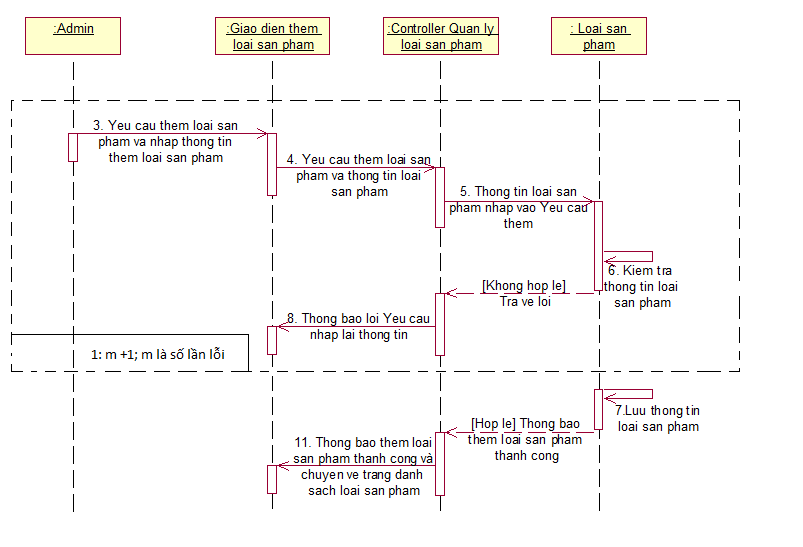 :Admin
:Giao dien them
loai san pham
:Controller Quan ly
loai san pham
: Loai san
pham
3. Yeu cau them loai san
pham va nhap thong tin
them loai san pham
4. Yeu cau them loai san
pham va thong tin loai
san pham
5. Thong tin loai san
pham nhap vao Yeu cau
them
6. Kiem tra
thong tin loai
san pham
[Khong hop le]
Tra ve loi
8. Thong bao loi Yeu cau
nhap lai thong tin
1: m +1; m là số lần lỗi
7.Luu thong tin
loai san pham
[Hop le] Thong bao
them loai san pham
thanh cong
11. Thong bao them loai
san pham thanh cong và
chuyen ve trang danh
sach loai san pham